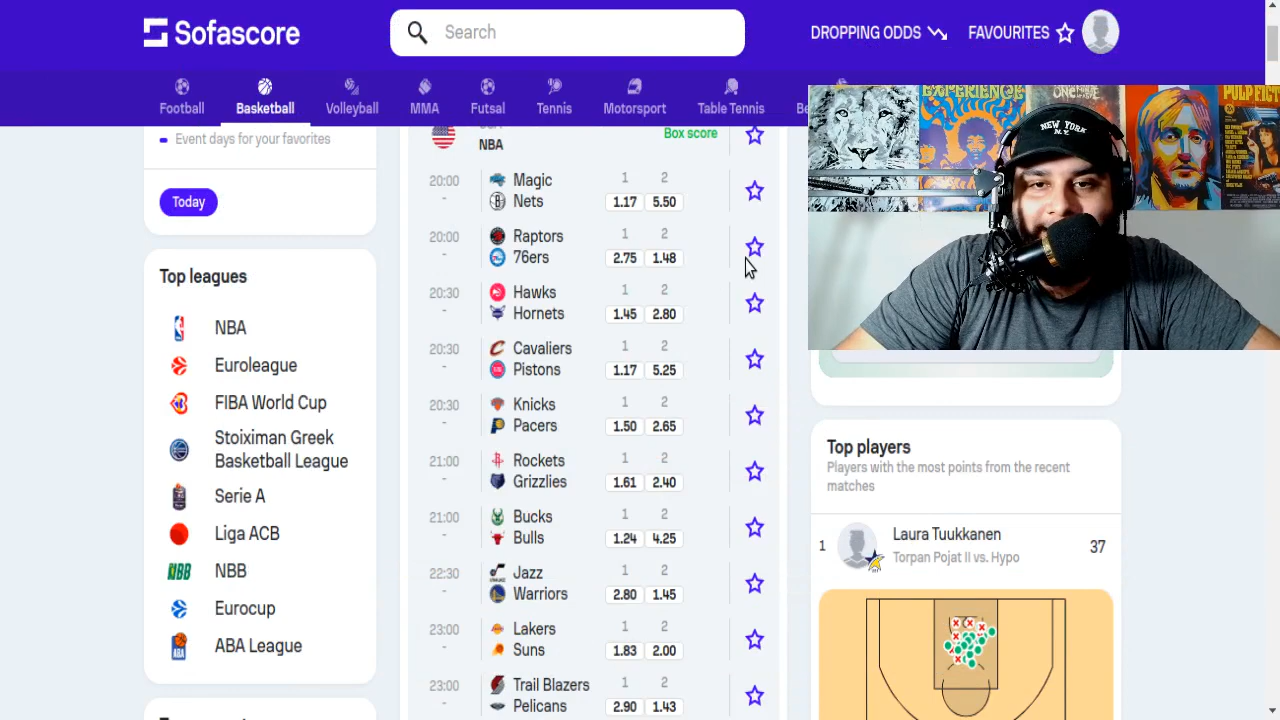 Sofascore
Search
DROPPING ODDS
FAVOURITES
Football
Basketball
Volleyball
MMA
Futsal
Tennis
Motorsport
Table Tennis
Event days for your favorites
Today
Top leagues
NBA
Euroleague
FIBA World Cup
Stoiximan Greek
Basketball League
Serie A
Liga ACB
NBB
Eurocup
ABA League
NBA
Box score
20:00 Magic 1 2
- Nets 1.17 5.50
20:00 Raptors 1 2
- 76ers 2.75 1.48
20:30 Hawks 1 2
- Hornets 1.45 2.80
20:30 Cavaliers 1 2
- Pistons 1.17 5.25
20:30 Knicks 1 2
- Pacers 1.50 2.65
21:00 Rockets 1 2
- Grizzlies 1.61 2.40
21:00 Bucks 1 2
- Bulls 1.24 4.25
22:30 Jazz 1 2
- Warriors 2.80 1.45
23:00 Lakers 1 2
- Suns 1.83 2.00
23:00 Trail Blazers 1 2
- Pelicans 2.90 1.43
EXPERIENCE
PULP FICT
NEW YORK
N.Y.
Top players
Players with the most points from the recent
matches
1 Laura Tuukkanen 37
Torpan Pojat II vs. Hypo